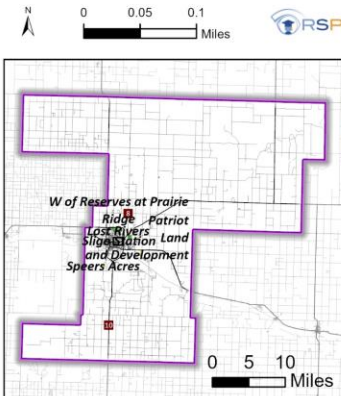 N
0 0.05 0.1
Miles
RSP
W of Reserves at Prairie
Ridge Patriot
Lost Rivers
Sligo Station Land
and Development
Speers Acres
10
0 5 10
Miles